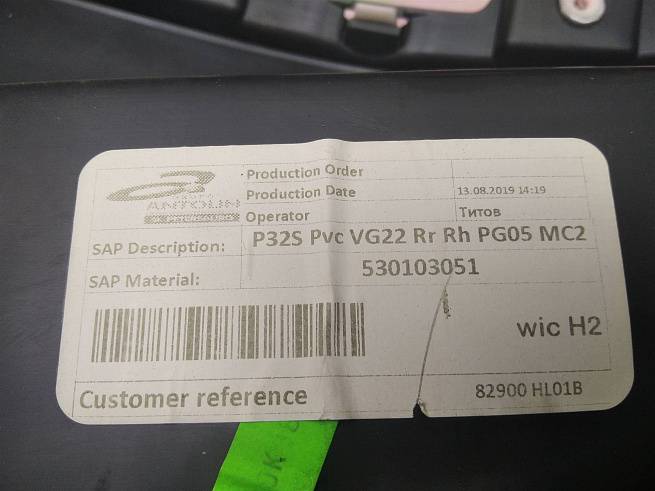 ANTOLIN
Production Order
Production Date 13.08.2019 14:19
Operator Титов
SAP Description: P32S Pvc VG22 Rr Rh PG05 MC2
SAP Material: 530103051
wic H2
Customer reference 82900 HL01B